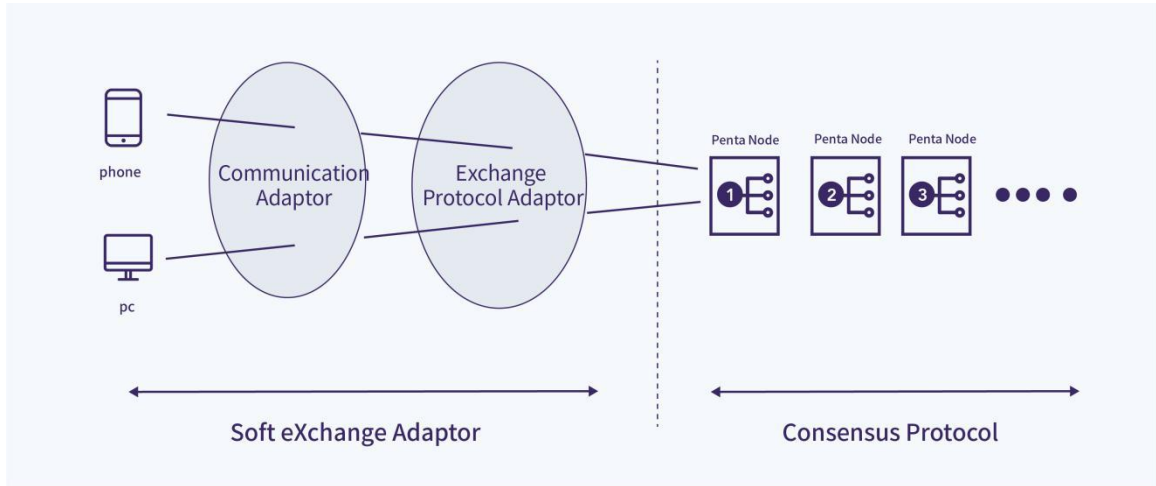 phone
pc
Communication
Adaptor
Exchange
Protocol Adaptor
Penta Node
1
Penta Node
2
Penta Node
3
Soft eXchange Adaptor
Consensus Protocol